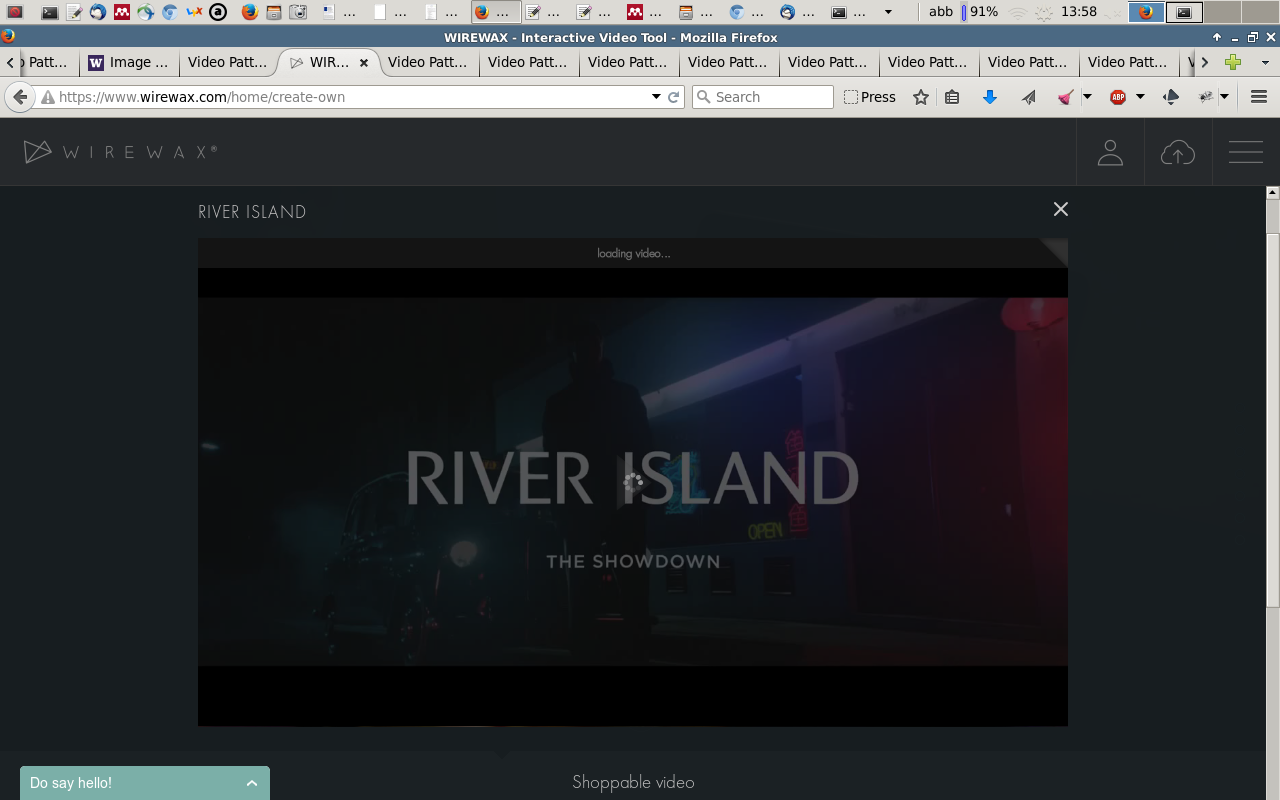 ... ... ... ... ... ... ... ... ... ... ... abb 91% 13:58
WIREWAX - Interactive Video Tool - Mozilla Firefox
Patt... Image ... Video Patt... WIR... Video Patt... Video Patt... Video Patt... Video Patt... Video Patt... Video Patt... Video Patt... Video Patt...
https://www.wirewax.com/home/create-own Search Press ABP
WIREWAX®
RIVER ISLAND
loading video...
RIVER ISLAND
OPEN
THE SHOWDOWN
Do say hello! Shoppable video